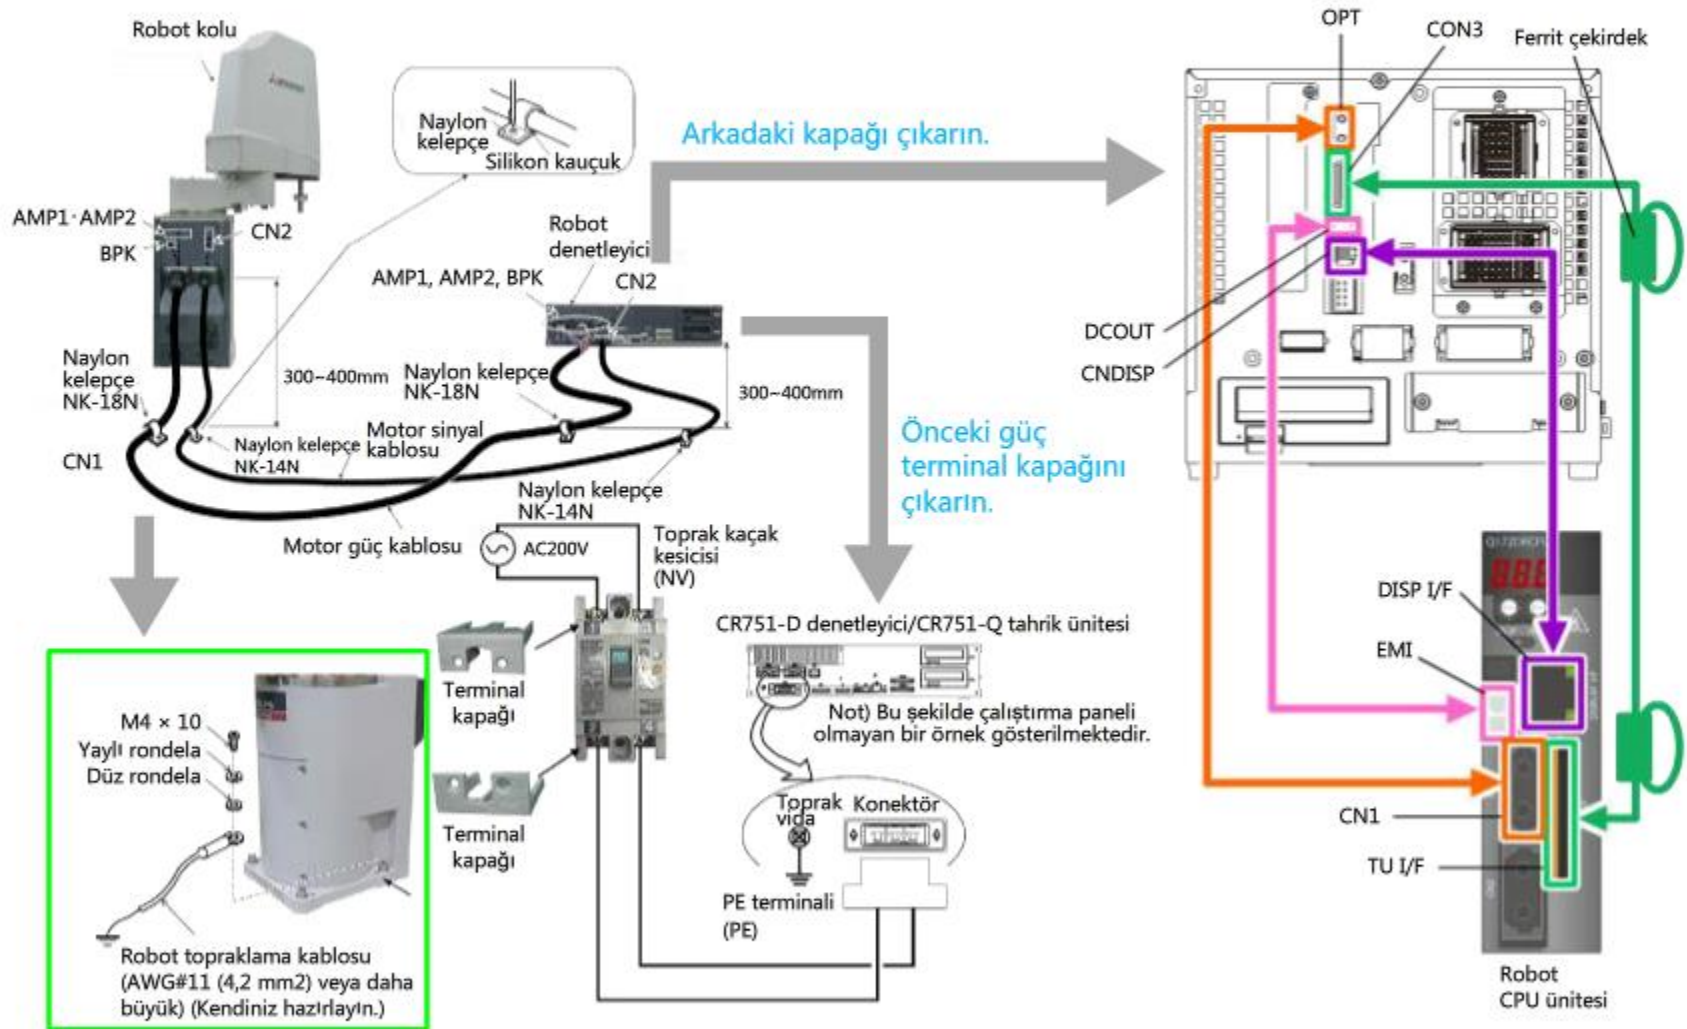 Robot kolu
AMP1·AMP2
BPK
CN2
Naylon
kelepçe
Silikon kauçuk
Arkadaki kapağı çıkarın.
Robot
denetleyici
AMP1, AMP2, BPK
CN2
Naylon
kelepçe
NK-18N
300~400mm
Naylon kelepçe
NK-18N
300~400mm
CN1
Naylon kelepçe
NK-14N
Motor sinyal
kablosu
Naylon kelepçe
NK-14N
Motor güç kablosu
Önceki güç
terminal kapağını
çıkarın.
AC200V
Toprak kaçak
kesicisi
(NV)
Terminal
kapağı
Terminal
kapağı
CR751-D denetleyici/CR751-Q tahrik ünitesi
Not) Bu şekilde çalıştırma paneli
olmayan bir örnek gösterilmektedir.
Toprak
vida
Konektör
PE terminali
(PE)
M4 × 10
Yaylı rondela
Düz rondela
Robot topraklama kablosu
(AWG#11 (4,2 mm2) veya daha
büyük) (Kendiniz hazırlayın.)
OPT
CON3
Ferrit çekirdek
DCOUT
CNDISP
DISP I/F
EMI
CN1
TU I/F
Robot
CPU ünitesi